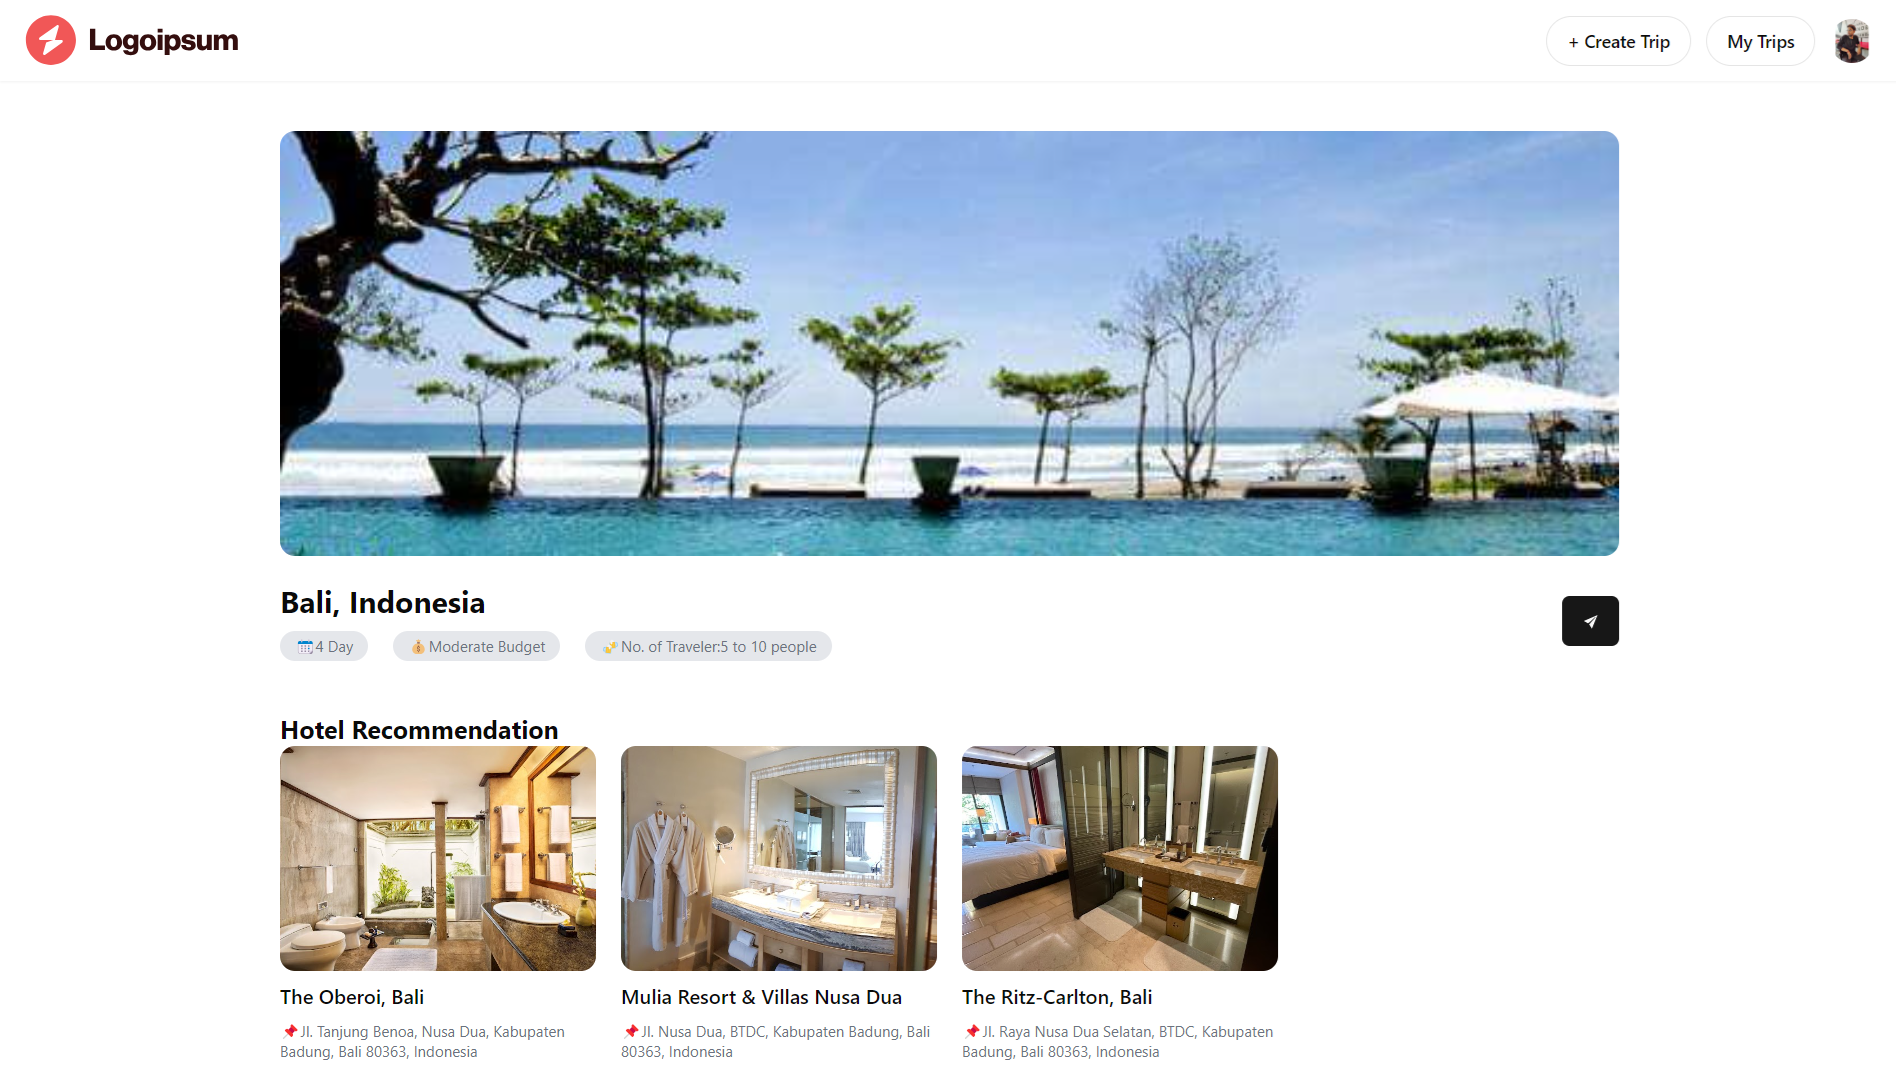 Logoipsum
+ Create Trip
My Trips
Bali, Indonesia
📅4 Day
💰Moderate Budget
🥂No. of Traveler:5 to 10 people
Hotel Recommendation
The Oberoi, Bali
📌Jl. Tanjung Benoa, Nusa Dua, Kabupaten
Badung, Bali 80363, Indonesia
Mulia Resort & Villas Nusa Dua
📌Jl. Nusa Dua, BTDC, Kabupaten Badung, Bali
80363, Indonesia
The Ritz-Carlton, Bali
📌Jl. Raya Nusa Dua Selatan, BTDC, Kabupaten
Badung, Bali 80363, Indonesia